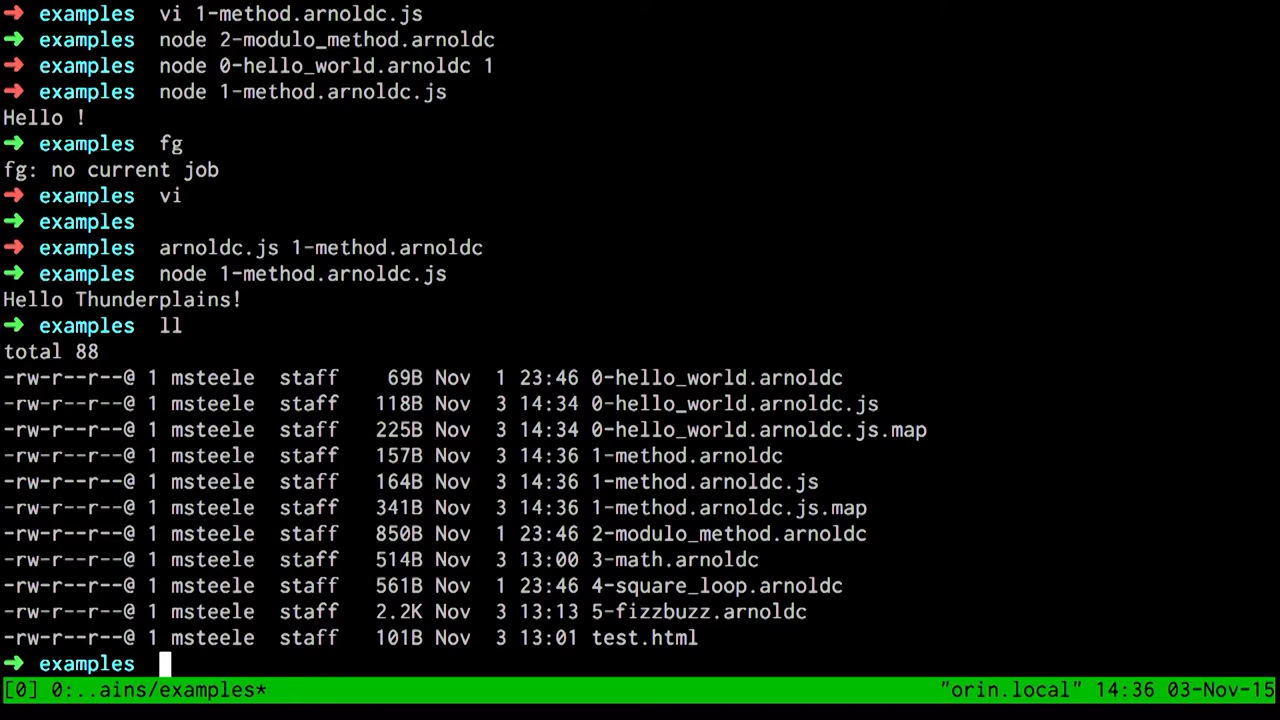 ➜ examples vi 1-method.arnoldc.js
➜ examples node 2-modulo_method.arnoldc
➜ examples node 0-hello_world.arnoldc 1
➜ examples node 1-method.arnoldc.js
Hello !
➜ examples fg
fg: no current job
➜ examples vi
➜ examples
➜ examples arnoldc.js 1-method.arnoldc
➜ examples node 1-method.arnoldc.js
Hello Thunderplains!
➜ examples ll
total 88
-rw-r--r--@ 1 msteele staff 69B Nov 1 23:46 0-hello_world.arnoldc
-rw-r--r--@ 1 msteele staff 118B Nov 3 14:34 0-hello_world.arnoldc.js
-rw-r--r--@ 1 msteele staff 225B Nov 3 14:34 0-hello_world.arnoldc.js.map
-rw-r--r--@ 1 msteele staff 157B Nov 3 14:36 1-method.arnoldc
-rw-r--r--@ 1 msteele staff 164B Nov 3 14:36 1-method.arnoldc.js
-rw-r--r--@ 1 msteele staff 341B Nov 3 14:36 1-method.arnoldc.js.map
-rw-r--r--@ 1 msteele staff 850B Nov 1 23:46 2-modulo_method.arnoldc
-rw-r--r--@ 1 msteele staff 514B Nov 3 13:00 3-math.arnoldc
-rw-r--r--@ 1 msteele staff 561B Nov 1 23:46 4-square_loop.arnoldc
-rw-r--r--@ 1 msteele staff 2.2K Nov 3 13:13 5-fizzbuzz.arnoldc
-rw-r--r--@ 1 msteele staff 101B Nov 3 13:01 test.html
➜ examples
[0] 0:..ains/examples* "orin.local" 14:36 03-Nov-15